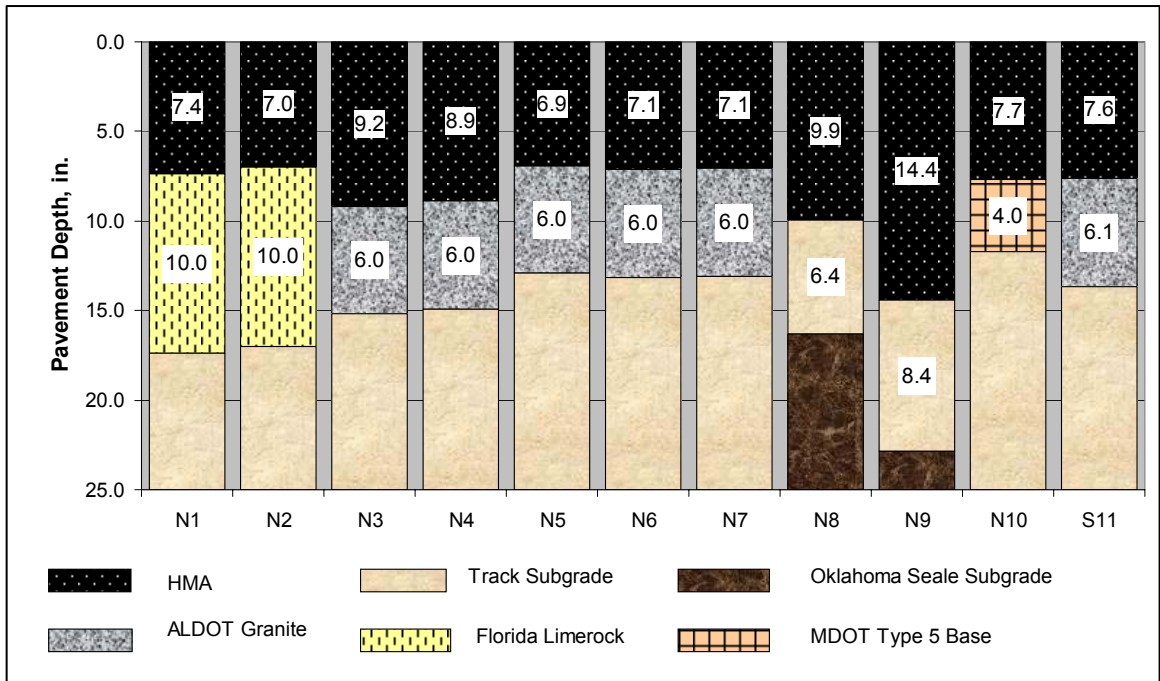 0.0
5.0
10.0
15.0
20.0
25.0
Pavement Depth, in.
7.4 7.0 9.2 8.9 6.9 7.1 7.1 9.9 14.4 7.7 7.6
10.0 10.0 6.0 6.0 6.0 6.0 6.0 6.4 8.4 4.0 6.1
N1 N2 N3 N4 N5 N6 N7 N8 N9 N10 S11
HMA Track Subgrade Oklahoma Seale Subgrade
ALDOT Granite Florida Limerock MDOT Type 5 Base